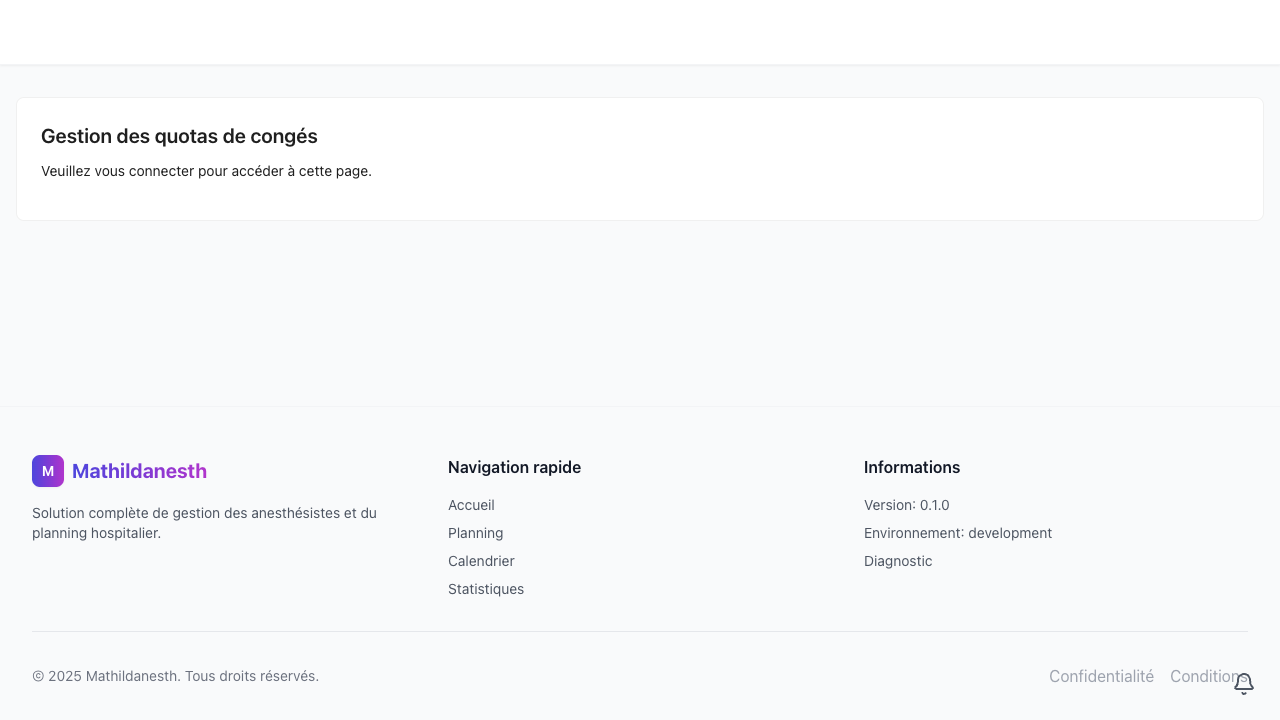 Gestion des quotas de congés
Veuillez vous connecter pour accéder à cette page.
M
Mathildanesth
Solution complète de gestion des anesthésistes et du
planning hospitalier.
Navigation rapide
Accueil
Planning
Calendrier
Statistiques
Informations
Version: 0.1.0
Environnement: development
Diagnostic
© 2025 Mathildanesth. Tous droits réservés.
Confidentialité
Conditions